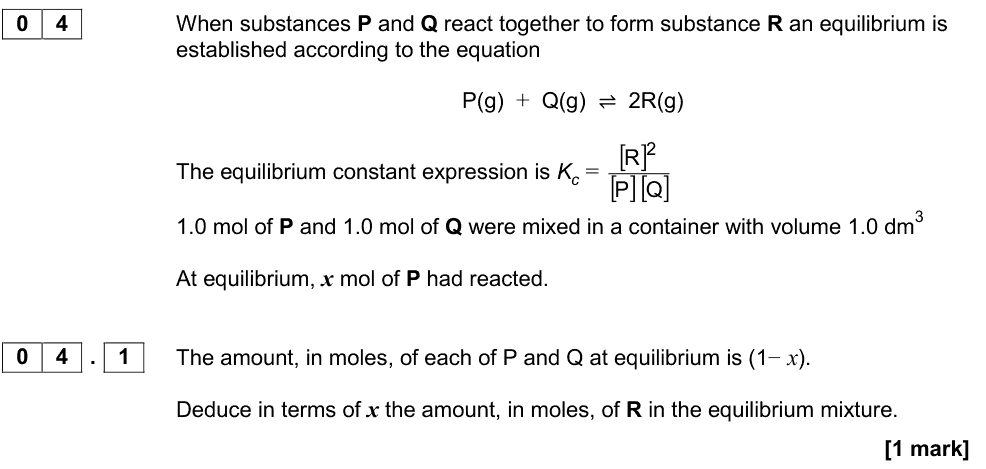 0 4 When substances P and Q react together to form substance R an equilibrium is
established according to the equation
P(g) + Q(g) ⇌ 2R(g)
The equilibrium constant expression is K_c = [R]²/[P][Q]
1.0 mol of P and 1.0 mol of Q were mixed in a container with volume 1.0 dm³
At equilibrium, x mol of P had reacted.
0 4 . 1 The amount, in moles, of each of P and Q at equilibrium is (1– x).
Deduce in terms of x the amount, in moles, of R in the equilibrium mixture.
[1 mark]